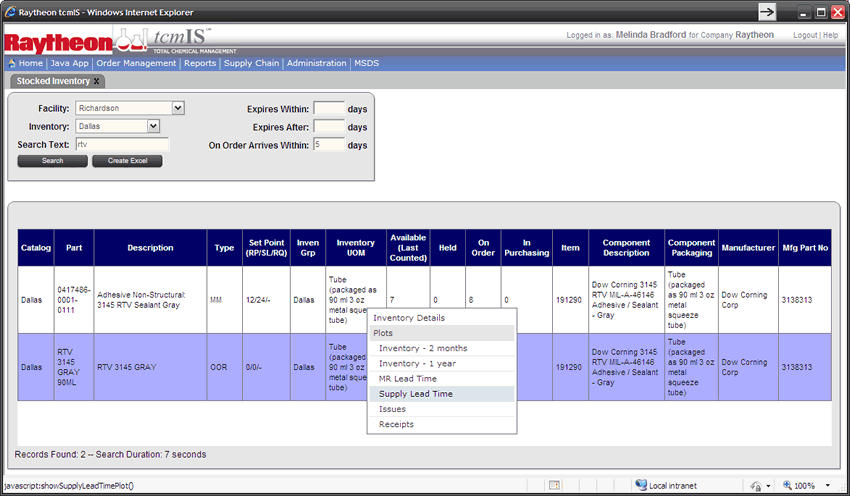 Raytheon tcmIS - Windows Internet Explorer
Raytheon tcmIS™
TOTAL CHEMICAL MANAGEMENT
Logged in as: Melinda Bradford for Company Raytheon Logout | Help
Home | Java App | Order Management | Reports | Supply Chain | Administration | MSDS
Stocked Inventory x
Facility: Richardson Expires Within: days
Inventory: Dallas Expires After: days
Search Text: rtv On Order Arrives Within: 5 days
Search Create Excel
Catalog
Part
Description
Type
Set Point
(RP/SL/RQ)
Inven
Grp
Inventory
UOM
Available
(Last
Counted)
Held
On
Order
In
Purchasing
Item
Component
Description
Component
Packaging
Manufacturer
Mfg Part No
Dallas
0417486-
0001-
0111
Adhesive Non-Structural:
3145 RTV Sealant Gray
MM
12/24/-
Dallas
Tube
(packaged as
90 ml 3 oz
metal squeeze
tube)
7
0
8
0
191290
Dow Corning 3145
RTV MIL-A-46146
Adhesive / Sealant
- Gray
Tube
(packaged
as 90 ml 3 oz
metal
squeeze tube)
Dow Corning
Corp
3138313
Dallas
RTV
3145
GRAY
90ML
RTV 3145 GRAY
OOR
0/0/-
Dallas
Tube
(packaged as
90 ml 3 oz
metal squeeze
tube)
191290
Dow Corning 3145
RTV MIL-A-46146
Adhesive / Sealant
- Gray
Tube
(packaged
as 90 ml 3 oz
metal
squeeze tube)
Dow Corning
Corp
3138313
Inventory Details
Plots
Inventory - 2 months
Inventory - 1 year
MR Lead Time
Supply Lead Time
Issues
Receipts
Records Found: 2 -- Search Duration: 7 seconds
javascript:showSupplyLeadTimePlot() Local intranet 100%